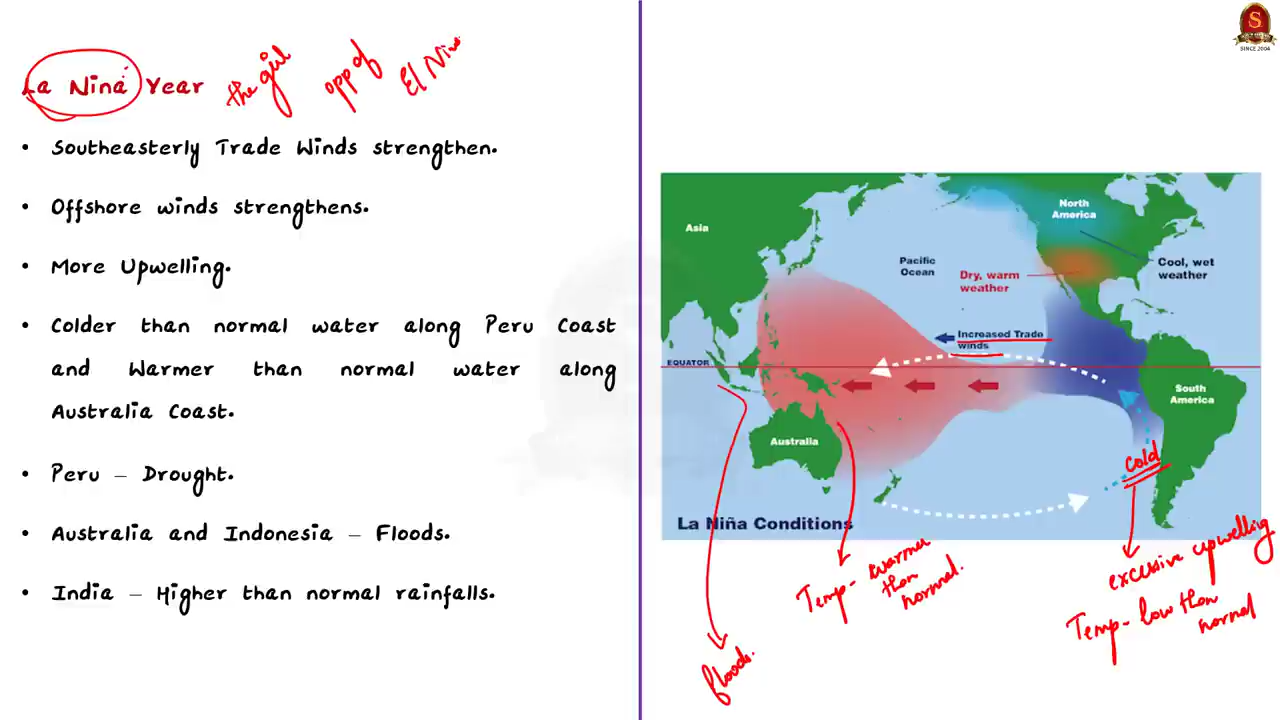 La Nina Year the girl opp of El Nino
• Southeasterly Trade Winds strengthen.
• Offshore winds strengthens.
• More Upwelling.
• Colder than normal water along Peru Coast
and Warmer than normal water along
Australia Coast.
• Peru – Drought.
• Australia and Indonesia – Floods.
• India – Higher than normal rainfalls.
S
SINCE 2004
Asia
North
America
Pacific
Ocean
Dry, warm
weather
Cool, wet
weather
Increased Trade
winds
EQUATOR
South
America
Australia
cold
La Niña Conditions
Temp- warmer
than
normal.
excessive upwelling
Temp- low than
normal
floods.